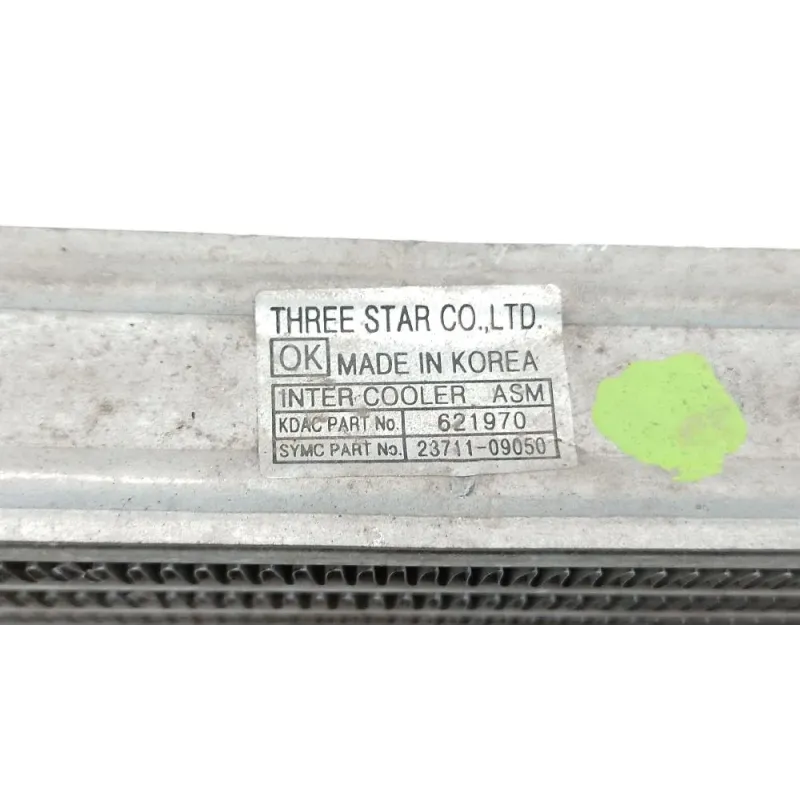 THREE STAR CO.,LTD.
OK MADE IN KOREA
INTER COOLER ASM
KDAC PART No. 621970
SYMC PART No. 23711-09050